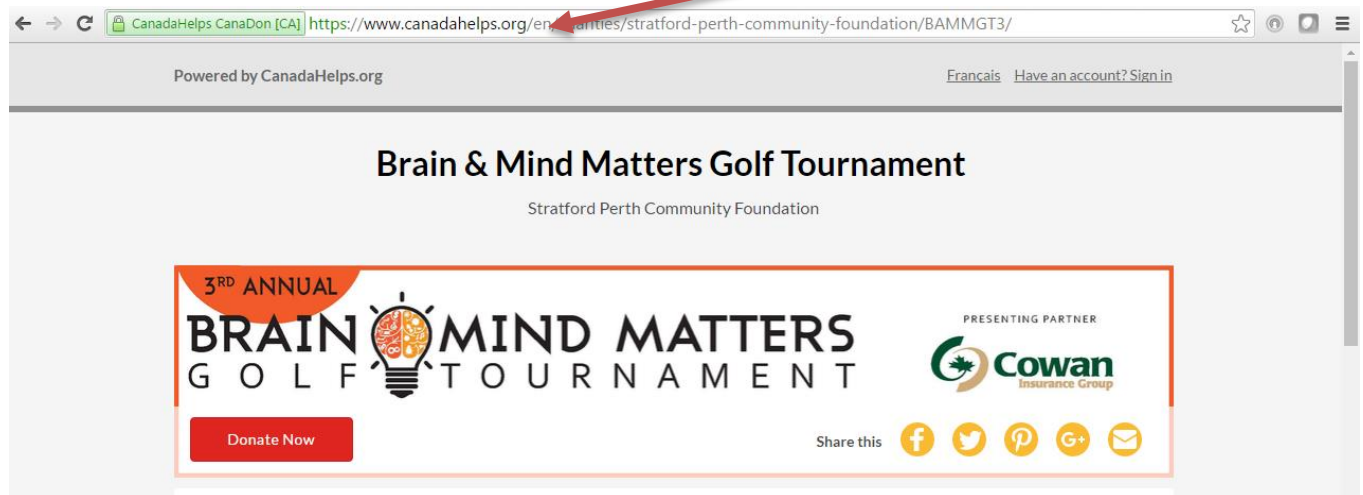 CanadaHelps CanaDon [CA] https://www.canadahelps.org/en/ ties/stratford-perth-community-foundation/BAMMGT3/
Powered by CanadaHelps.org Français Have an account? Sign in
Brain & Mind Matters Golf Tournament
Stratford Perth Community Foundation
3RD ANNUAL
BRAIN MIND MATTERS
GOLF TOURNAMENT
PRESENTING PARTNER
Cowan
Insurance Group
Donate Now
Share this